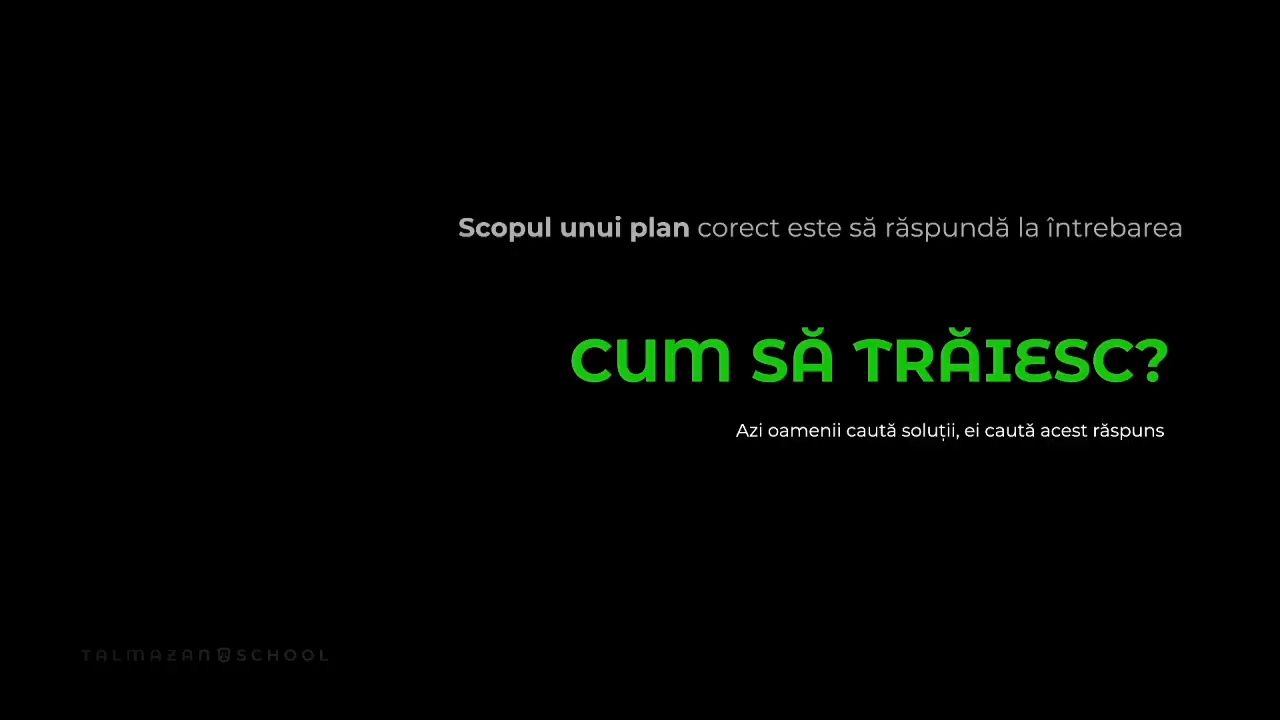 Scopul unui plan corect este să răspundă la întrebarea
CUM SĂ TRĂIESC?
Azi oamenii caută soluții, ei caută acest răspuns
TALMAZAN SCHOOL